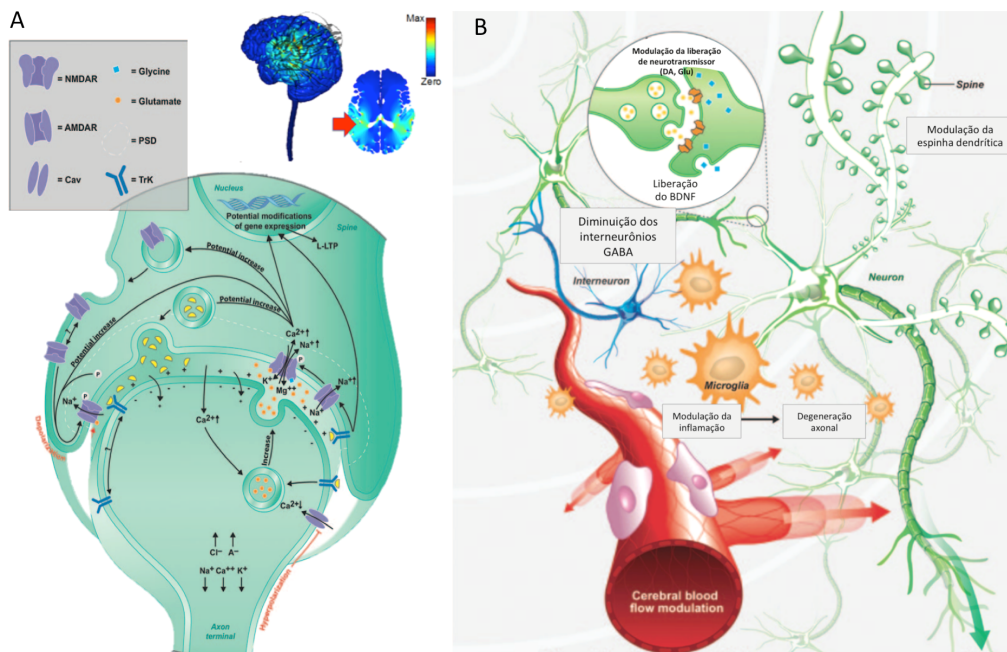 A
Max
Zero
= NMDAR
= Glycine
= Glutamate
= AMDAR
= PSD
= Cav
= TrK
Nucleus
Potential modifications
of gene expression
Spine
L-LTP
Potential increase
Potential increase
Potential increase
?
Ca²⁺↑
Na⁺↑
P
P
P
K⁺
Mg⁺⁺
Na⁺↑
Na⁺
Na⁺
Depolarization
Ca²⁺↑
Increase
?
Ca²⁺↓
Cl⁻ A⁻
Na⁺ Ca⁺⁺ K⁺
Hyperpolarization
Axon
terminal
B
Modulação da liberação
de neurotransmissor
(DA, Glu)
Liberação
do BDNF
Spine
Modulação da
espinha dendrítica
Diminuição dos
interneurônios
GABA
Interneuron
Neuron
Microglia
Modulação da
inflamação
Degeneração
axonal
Cerebral blood
flow modulation